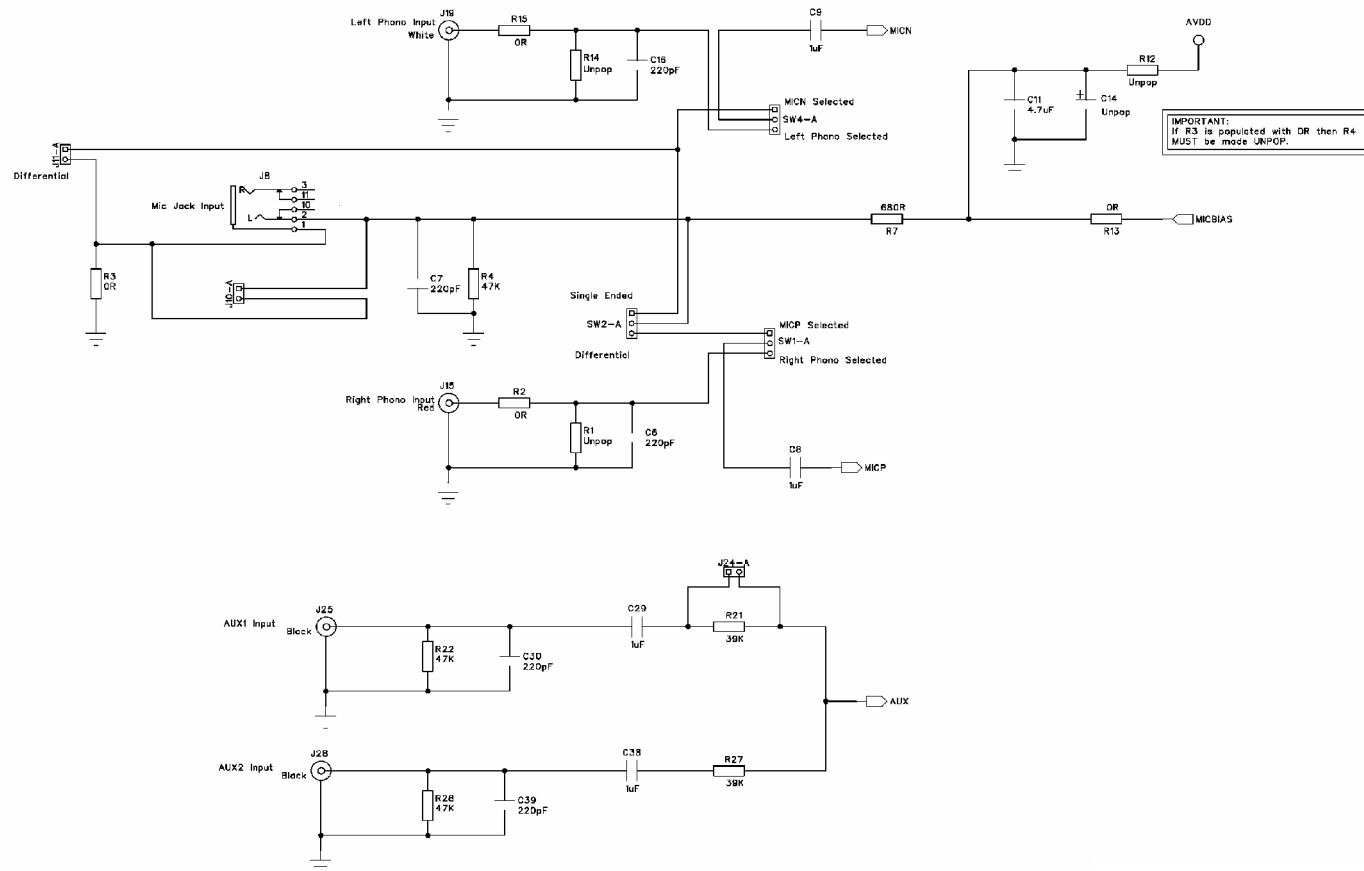 J19
Left Phono Input
White
R15
0R
R14
Unpop
C16
220pF
C9
1uF
MICN
AVDD
R12
Unpop
C11
4.7uF
+
C14
Unpop
IMPORTANT:
If R3 is populated with 0R then R4
MUST be made UNPOP.
MICN Selected
SW4-A
Left Phono Selected
J11-A
Differential
J8
Mic Jack Input
R
L
3
11
10
2
1
R3
0R
J10-A
C7
220pF
R4
47K
680R
R7
0R
R13
MICBIAS
Single Ended
SW2-A
Differential
MICP Selected
SW1-A
Right Phono Selected
J15
Right Phono Input
Red
R2
0R
R1
Unpop
C6
220pF
C8
1uF
MICP
J24-A
J25
AUX1 Input
Black
R22
47K
C30
220pF
C29
1uF
R21
39K
AUX
J28
AUX2 Input
Black
R28
47K
C39
220pF
C38
1uF
R27
39K